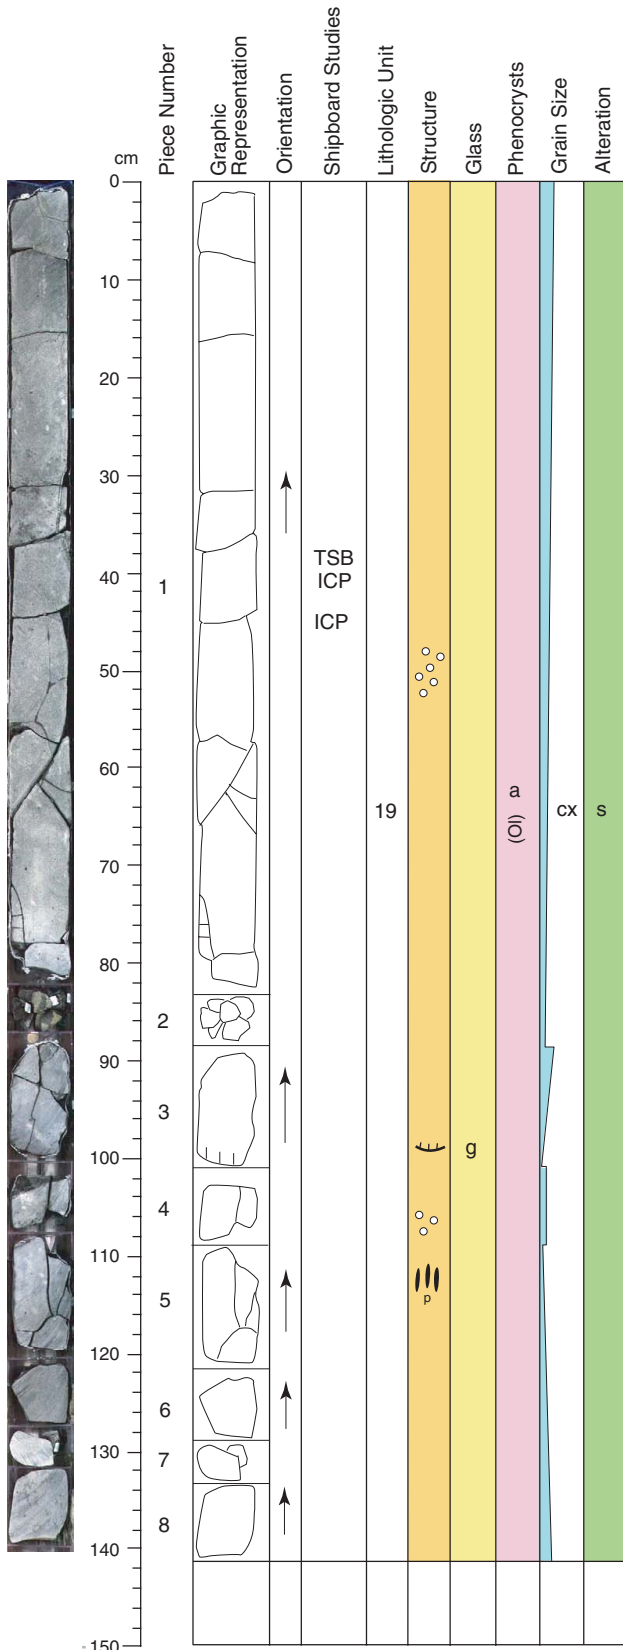 cm
Piece Number
Graphic
Representation
Orientation
Shipboard Studies
Lithologic Unit
Structure
Glass
Phenocrysts
Grain Size
Alteration
0
10
20
30
TSB
40
1
ICP
ICP
50
60
19
a
(Ol)
cx
s
70
80
2
90
3
100
g
4
110
5
p
120
6
130
7
8
140
150